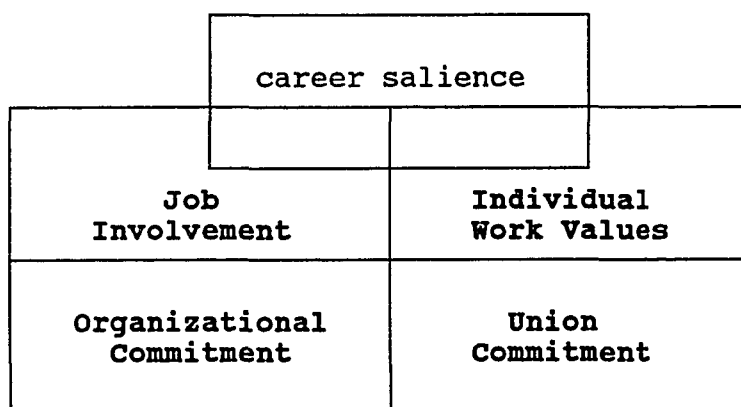 career salience
Job
Involvement
Individual
Work Values
Organizational
Commitment
Union
Commitment